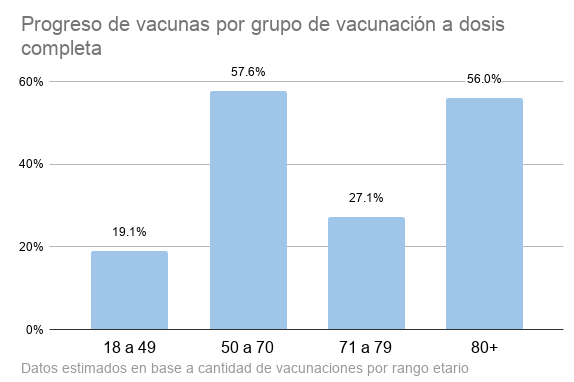 Progreso de vacunas por grupo de vacunación a dosis
completa
60%
40%
20%
0%
19.1%
57.6%
27.1%
56.0%
18 a 49
50 a 70
71 a 79
80+
Datos estimados en base a cantidad de vacunaciones por rango etario